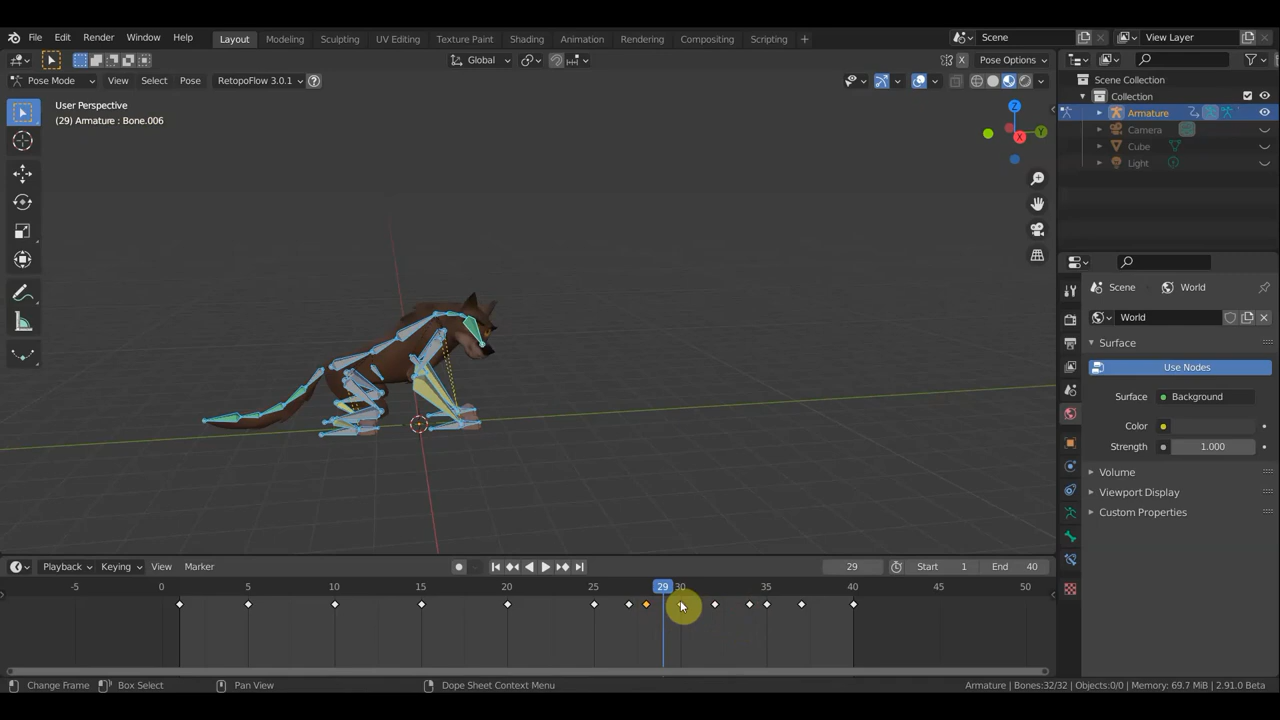 File Edit Render Window Help Layout Modeling Sculpting UV Editing Texture Paint Shading Animation Rendering Compositing Scripting + Scene View Layer
Global X Pose Options
Pose Mode View Select Pose RetopoFlow 3.0.1 ?
User Perspective
(29) Armature : Bone.006
Z
Y
X
Scene Collection
Collection
Armature
Camera
Cube
Light
Scene World
World
Surface
Use Nodes
Surface Background
Color
Strength 1.000
Volume
Viewport Display
Custom Properties
Playback Keying View Marker 29 Start 1 End 40
-5 0 5 10 15 20 25 29 30 35 40 45 50
Change Frame Box Select Pan View Dope Sheet Context Menu Armature | Bones:32/32 | Objects:0/0 | Memory: 69.7 MiB | 2.91.0 Beta